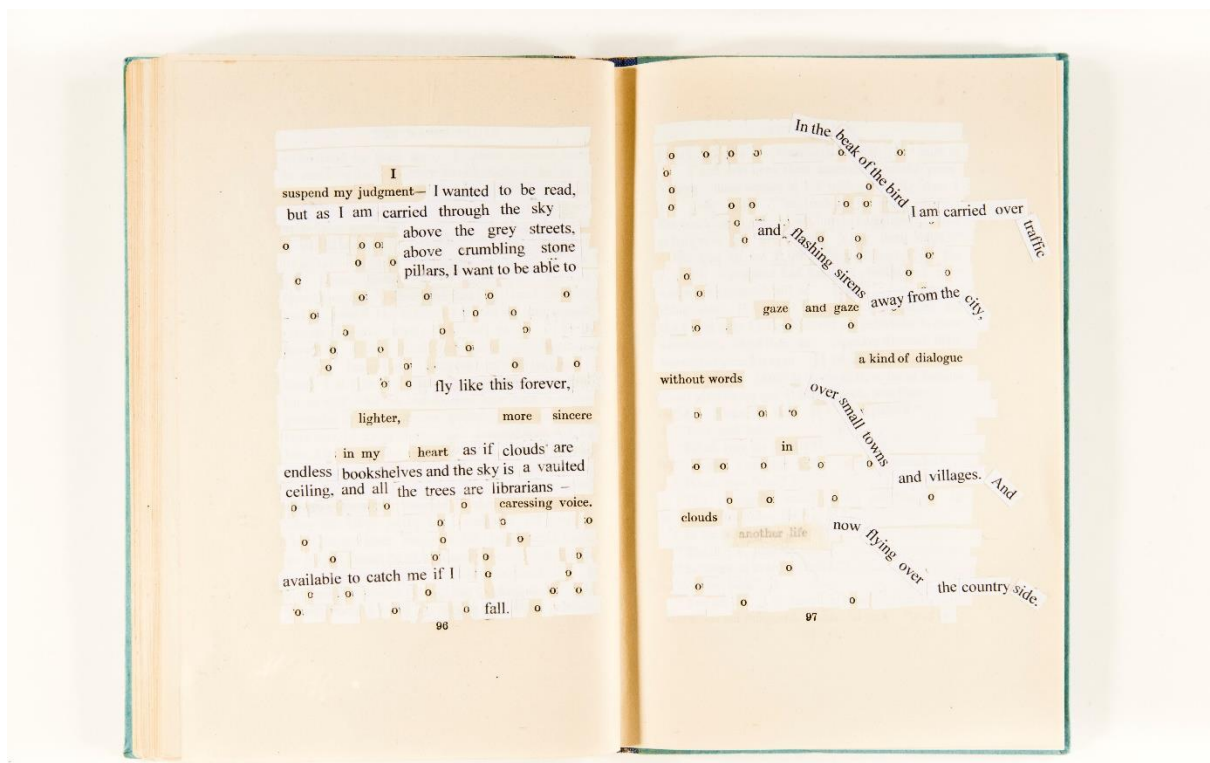 I
suspend my judgment— I wanted to be read,
but as I am carried through the sky
above the grey streets,
o o o above crumbling stone
o o pillars, I want to be able to
o
o o o o
o o o
o o o
o o o
o o o o
o o fly like this forever,
lighter, more sincere
in my heart as if clouds are
endless bookshelves and the sky is a vaulted
ceiling, and all the trees are librarians –
o o o caressing voice.
o o o
o o o
o o o o
available to catch me if I o o
o o o o o
o o o o fall. o
96
In the beak of the bird
o o o o o o
o
o o
o o o o o I am carried over traffic
o
o and flashing sirens o o
o o
o o o
o away from the city,
gaze and gaze
o o o
a kind of dialogue
without words
over small towns
o o o
in
o o o o o
and villages. And
o o o o
clouds
now flying over
another life
o
o the country side.
o o
97